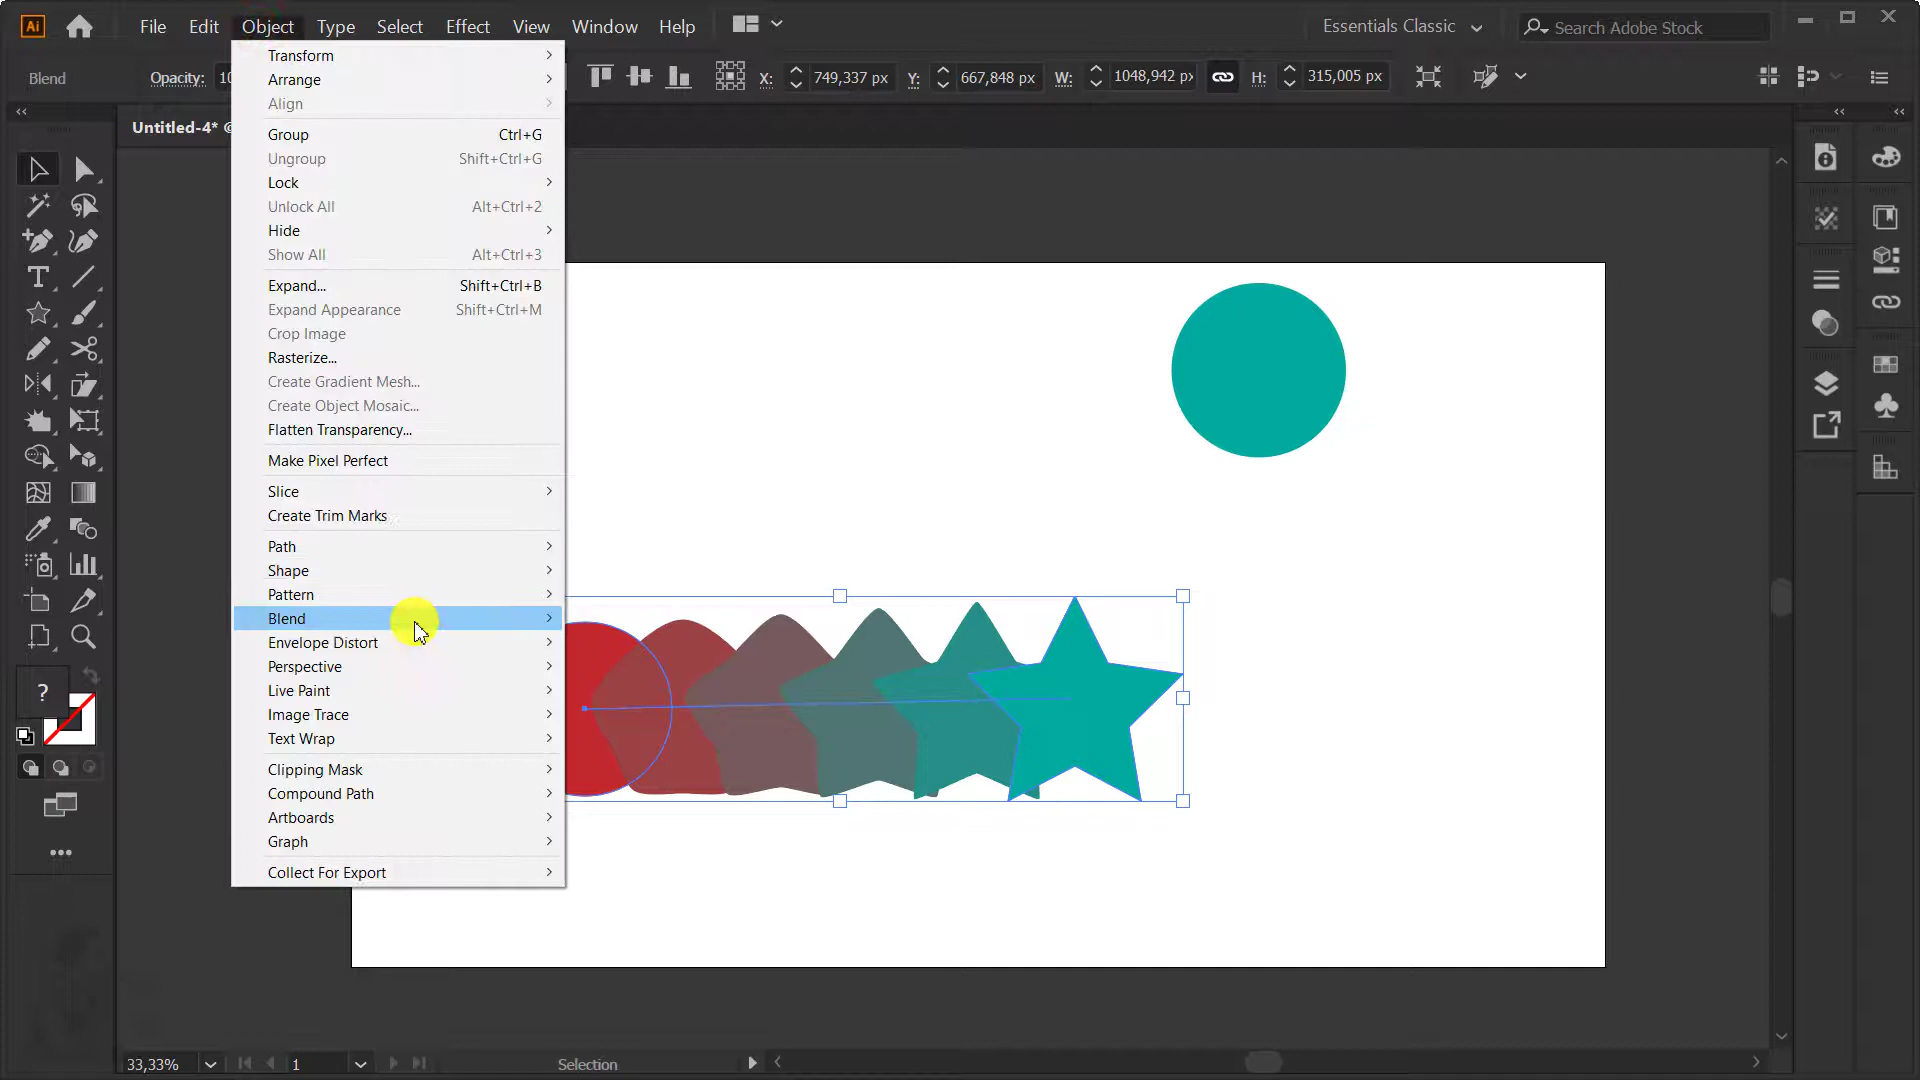 Ai File Edit Object Type Select Effect View Window Help Essentials Classic Search Adobe Stock
Blend Opacity: 10 X: 749,337 px Y: 667,848 px W: 1048,942 px H: 315,005 px
Untitled-4* @
Transform
Arrange
Align
Group Ctrl+G
Ungroup Shift+Ctrl+G
Lock
Unlock All Alt+Ctrl+2
Hide
Show All Alt+Ctrl+3
Expand... Shift+Ctrl+B
Expand Appearance Shift+Ctrl+M
Crop Image
Rasterize...
Create Gradient Mesh...
Create Object Mosaic...
Flatten Transparency...
Make Pixel Perfect
Slice
Create Trim Marks
Path
Shape
Pattern
Blend
Envelope Distort
Perspective
Live Paint
Image Trace
Text Wrap
Clipping Mask
Compound Path
Artboards
Graph
Collect For Export
?
33,33% 1 Selection